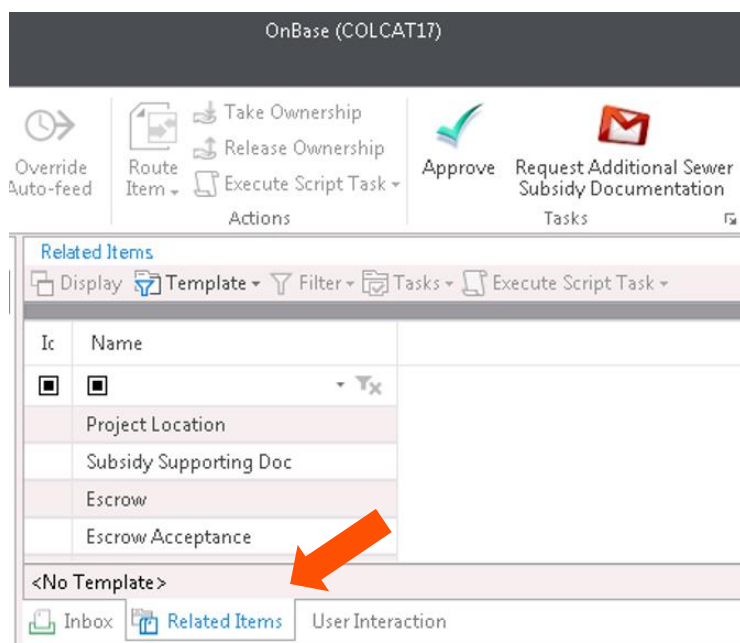 OnBase (COLCAT17)
Override
Auto-feed
Route
Item
Take Ownership
Release Ownership
Execute Script Task
Actions
Approve
Request Additional Sewer
Subsidy Documentation
Tasks
Related Items
Display Template Filter Tasks Execute Script Task
Ic Name
Project Location
Subsidy Supporting Doc
Escrow
Escrow Acceptance
<No Template>
Inbox Related Items User Interaction